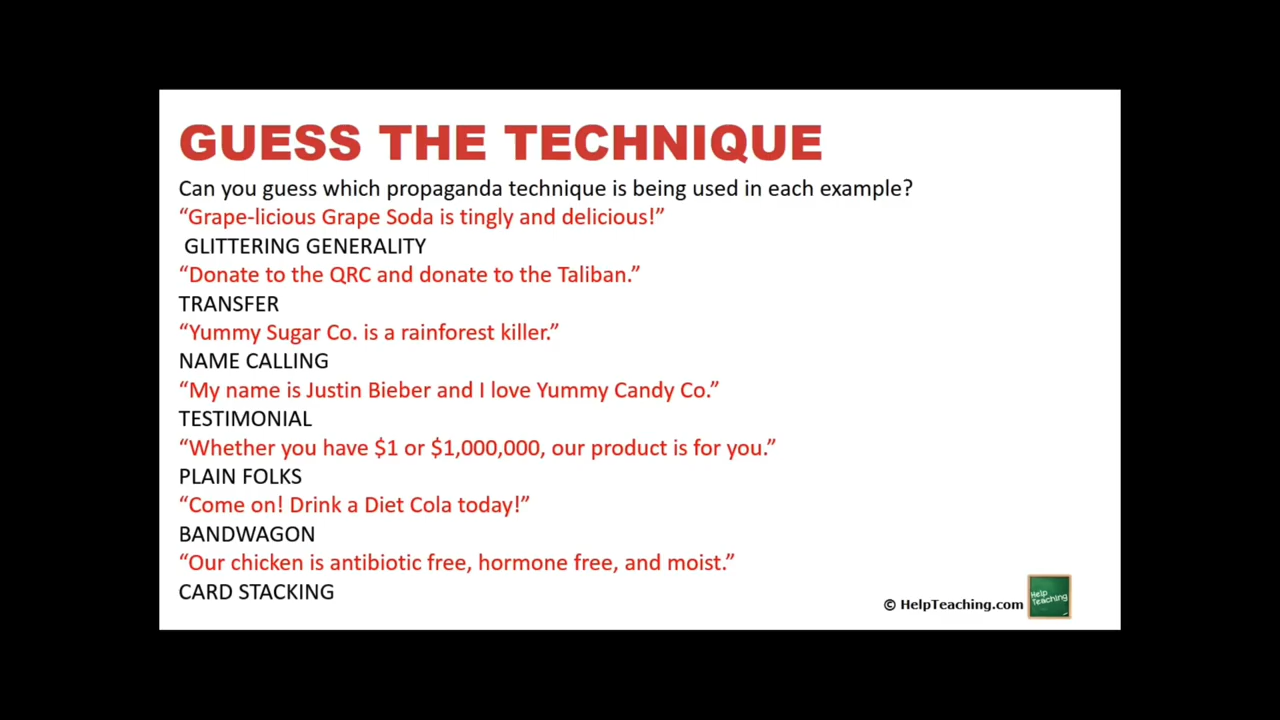 GUESS THE TECHNIQUE
Can you guess which propaganda technique is being used in each example?
“Grape-licious Grape Soda is tingly and delicious!”
GLITTERING GENERALITY
“Donate to the QRC and donate to the Taliban.”
TRANSFER
“Yummy Sugar Co. is a rainforest killer.”
NAME CALLING
“My name is Justin Bieber and I love Yummy Candy Co.”
TESTIMONIAL
“Whether you have $1 or $1,000,000, our product is for you.”
PLAIN FOLKS
“Come on! Drink a Diet Cola today!”
BANDWAGON
“Our chicken is antibiotic free, hormone free, and moist.”
CARD STACKING
© HelpTeaching.com
Help
Teaching